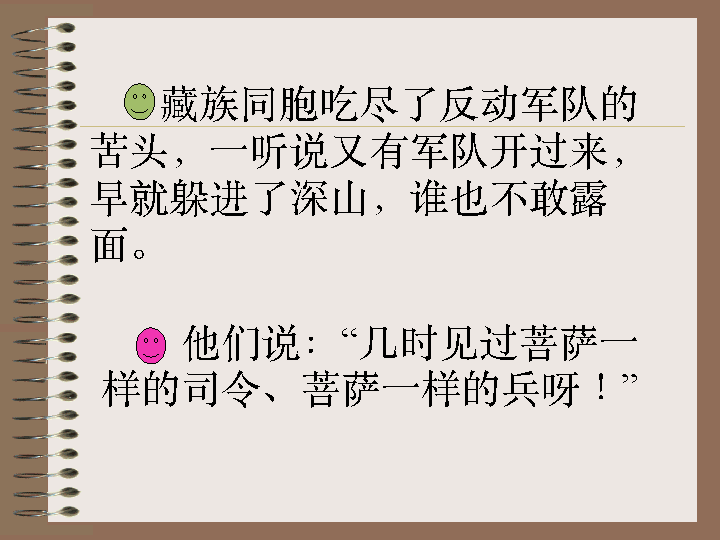 藏族同胞吃尽了反动军队的
苦头，一听说又有军队开过来，
早就躲进了深山，谁也不敢露
面。
他们说：“几时见过菩萨一
样的司令、菩萨一样的兵呀！”